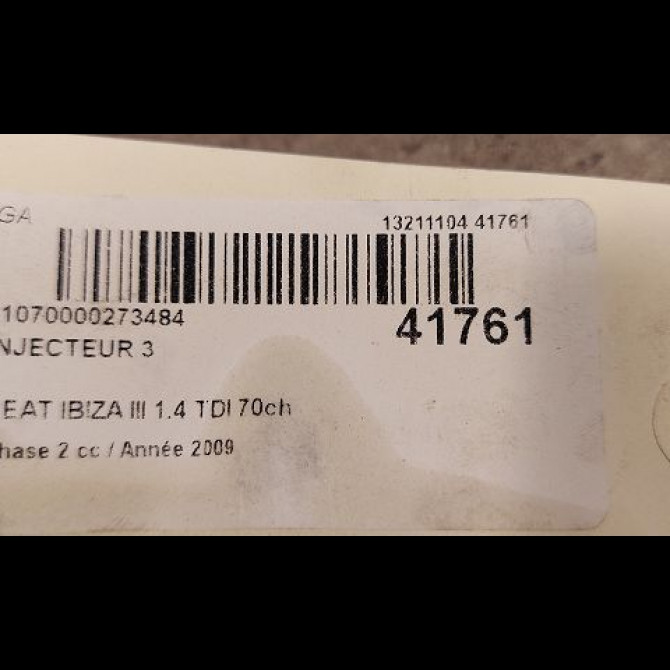 GA
13211104 41761
1070000273484
41761
NJECTEUR 3
EAT IBIZA III 1.4 TDI 70ch
hase 2 cc / Année 2009